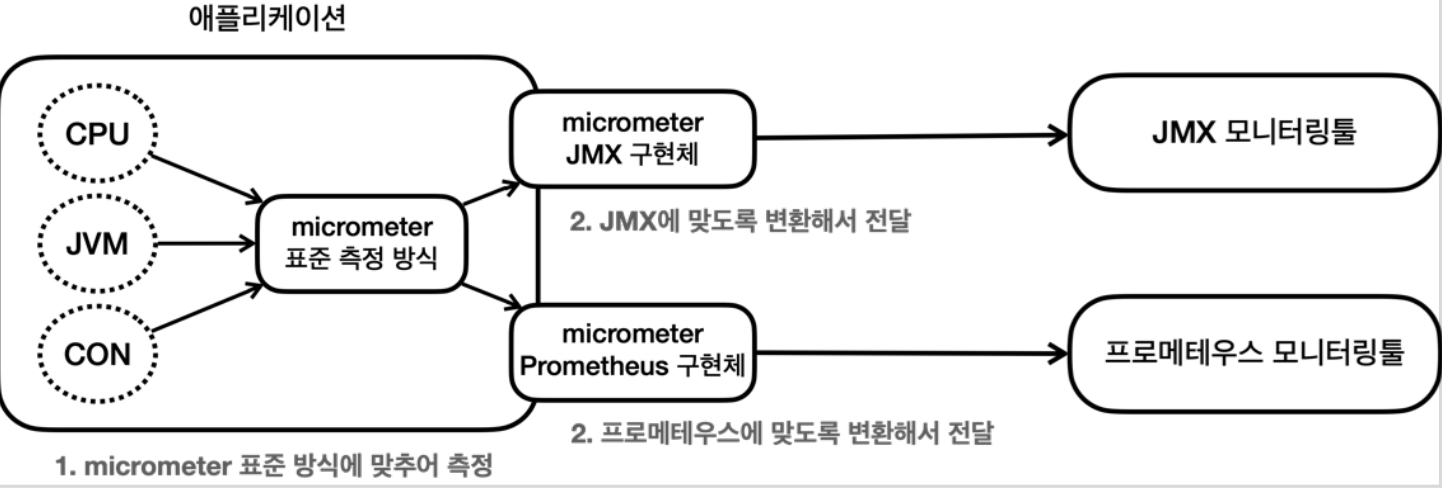 애플리케이션
CPU
JVM
CON
micrometer
표준 측정 방식
micrometer
JMX 구현체
2. JMX에 맞도록 변환해서 전달
micrometer
Prometheus 구현체
2. 프로메테우스에 맞도록 변환해서 전달
JMX 모니터링툴
프로메테우스 모니터링툴
1. micrometer 표준 방식에 맞추어 측정